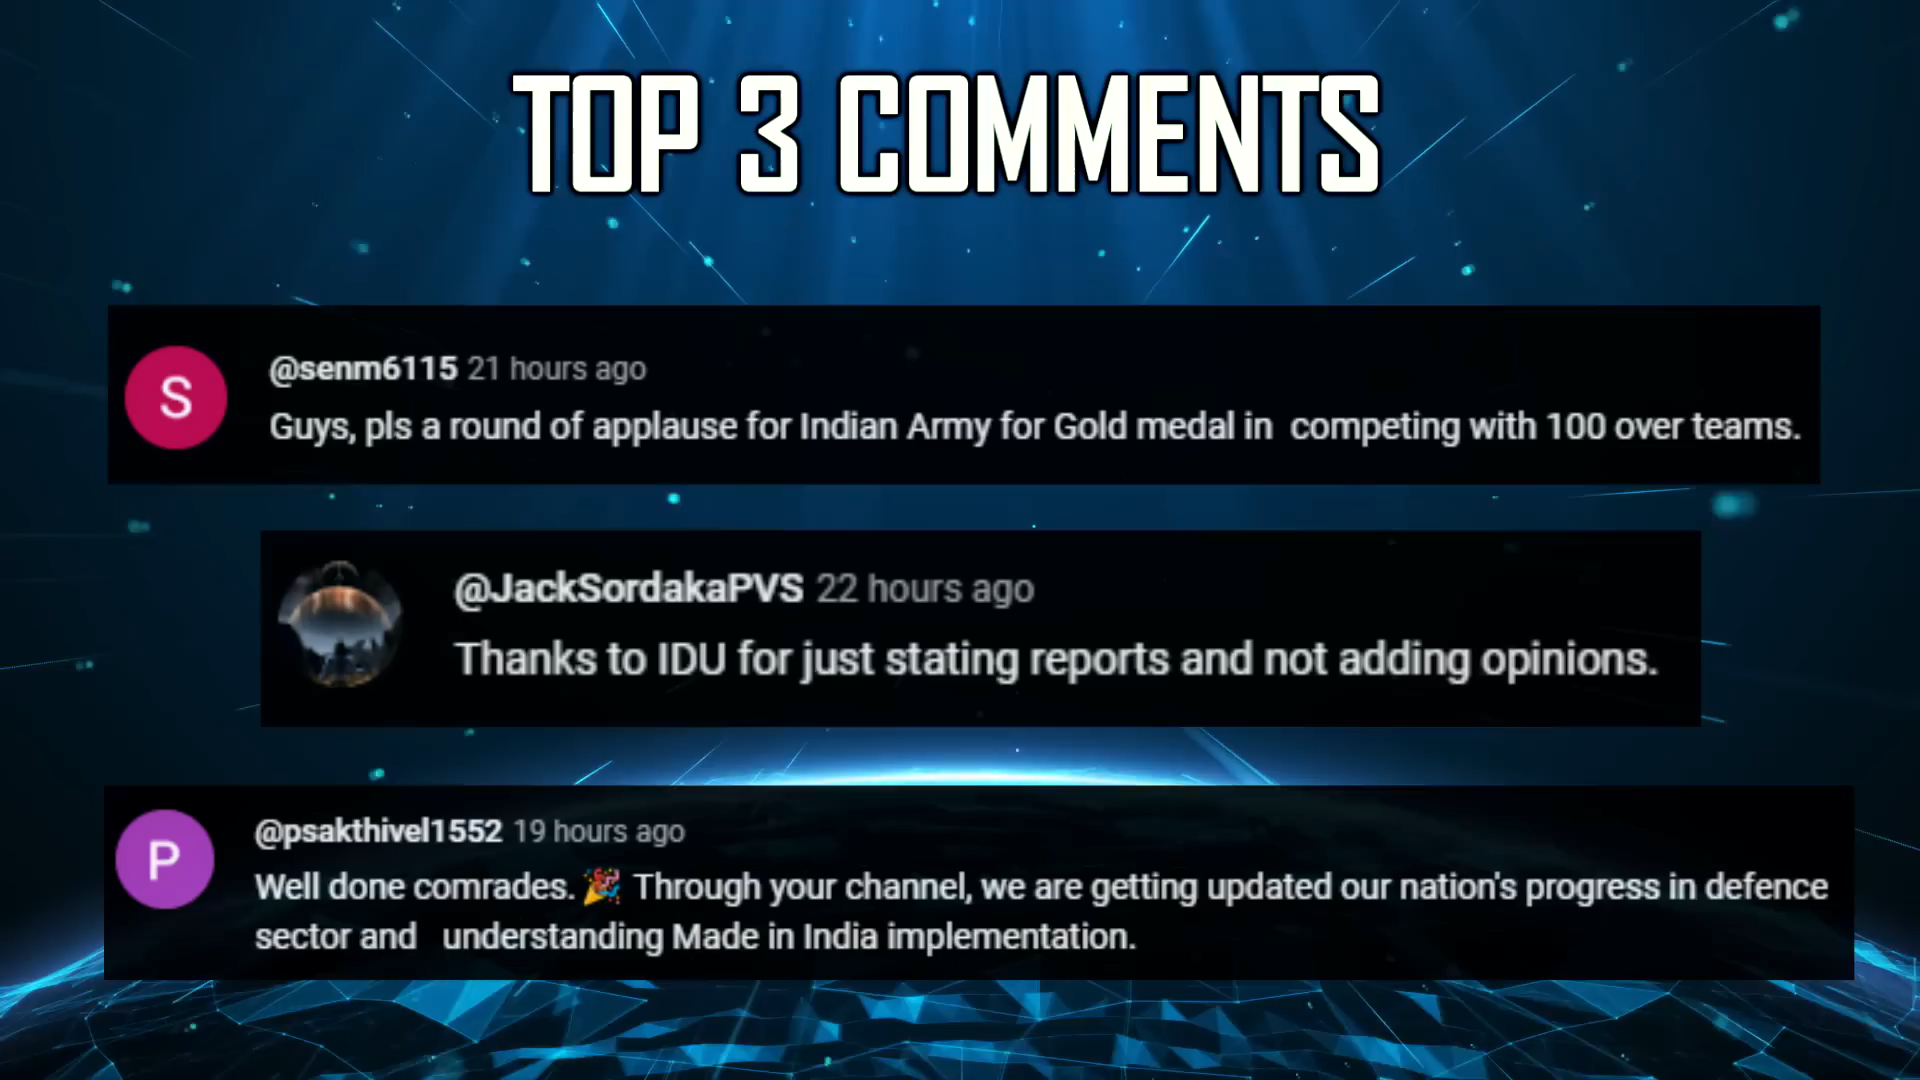 TOP 3 COMMENTS
S
@senm6115 21 hours ago
Guys, pls a round of applause for Indian Army for Gold medal in  competing with 100 over teams.
@JackSordakaPVS 22 hours ago
Thanks to IDU for just stating reports and not adding opinions.
P
@psakthivel1552 19 hours ago
Well done comrades. 🎉 Through your channel, we are getting updated our nation's progress in defence
sector and   understanding Made in India implementation.